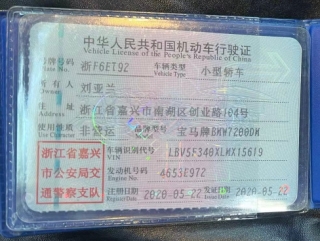 中华人民共和国机动车行驶证
Vehicle License of the People's Republic of China
号牌号码 浙F6ET92 车辆类型 小型轿车
Plate No. Vehicle Type
所有人 刘亚兰
住址 浙江省嘉兴市南湖区创业路104号
使用性质 非营运 品牌型号 宝马牌BMW7200DM
车辆识别代号 LBV5F340XLMX15619
VIN
发动机号码 4653E972
Engine No.
注册日期 2020-05-22 发证日期 2020-05-22
Register Date Issue Date
浙江省嘉兴
市公安局交
通警察支队